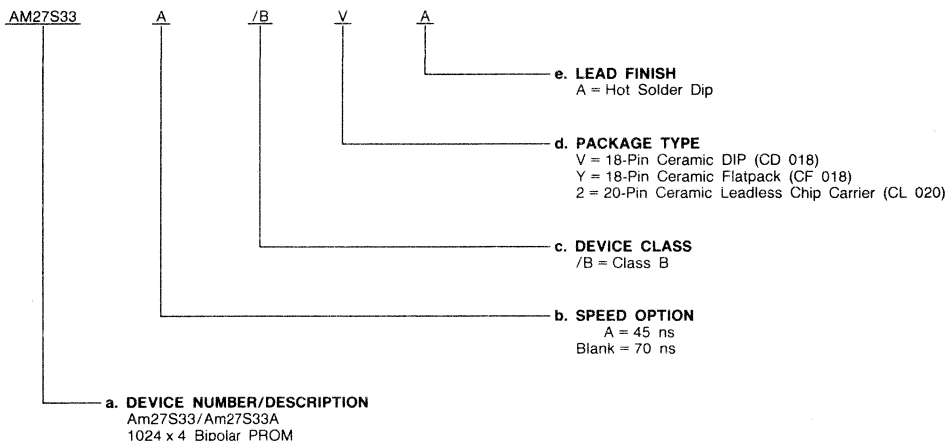 AM27S33 A /B V A
e. LEAD FINISH
A = Hot Solder Dip
d. PACKAGE TYPE
V = 18-Pin Ceramic DIP (CD 018)
Y = 18-Pin Ceramic Flatpack (CF 018)
2 = 20-Pin Ceramic Leadless Chip Carrier (CL 020)
c. DEVICE CLASS
/B = Class B
b. SPEED OPTION
A = 45 ns
Blank = 70 ns
a. DEVICE NUMBER/DESCRIPTION
Am27S33/Am27S33A
1024 x 4 Bipolar PROM